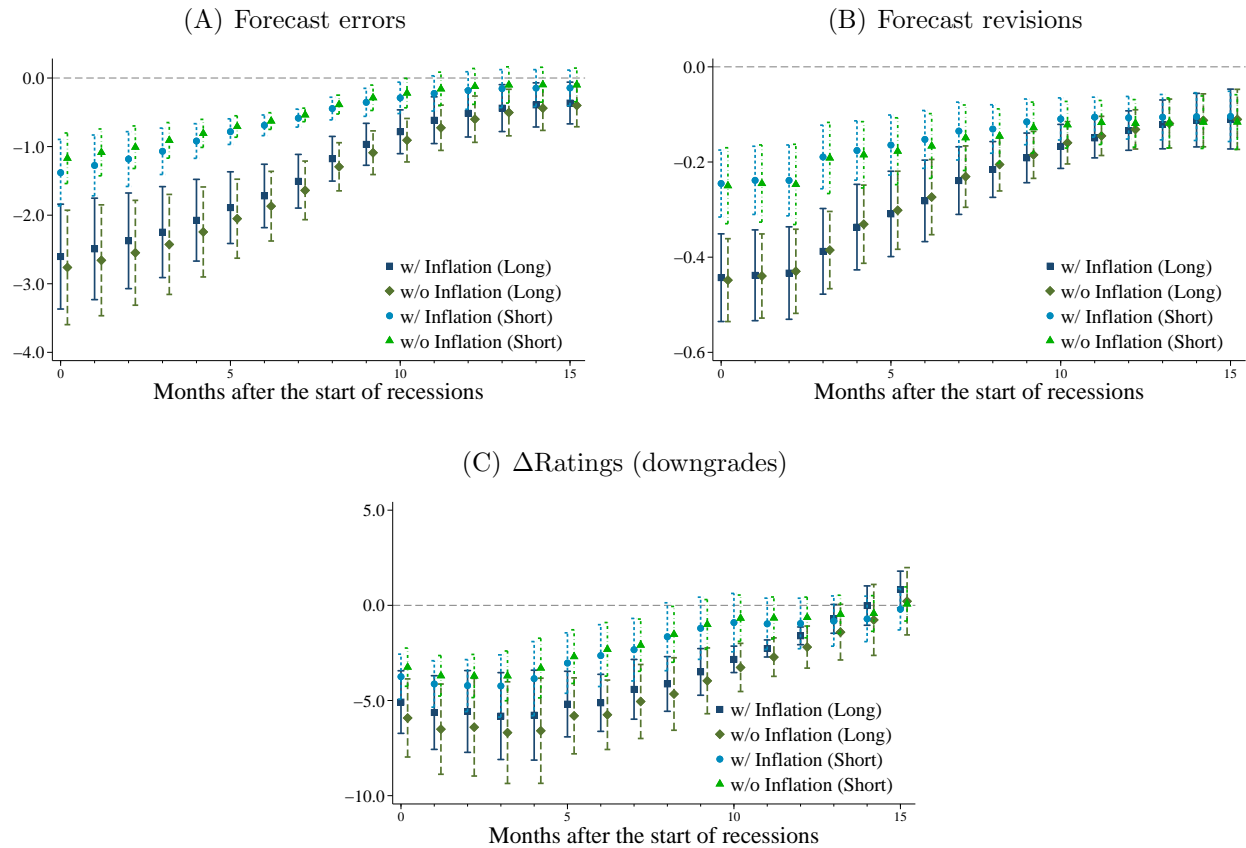 (A) Forecast errors
0.0
−1.0
−2.0
−3.0
−4.0
w/ Inflation (Long)
w/o Inflation (Long)
w/ Inflation (Short)
w/o Inflation (Short)
0 5 10 15
Months after the start of recessions
(B) Forecast revisions
0.0
−0.2
−0.4
−0.6
w/ Inflation (Long)
w/o Inflation (Long)
w/ Inflation (Short)
w/o Inflation (Short)
0 5 10 15
Months after the start of recessions
(C) ΔRatings (downgrades)
5.0
0.0
−5.0
−10.0
w/ Inflation (Long)
w/o Inflation (Long)
w/ Inflation (Short)
w/o Inflation (Short)
0 5 10 15
Months after the start of recessions